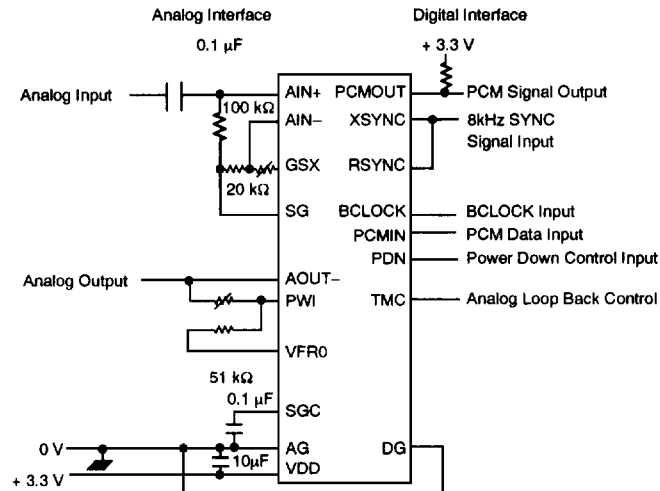 Analog Interface
Digital Interface
0.1 μF
+ 3.3 V
Analog Input
AIN+
PCMOUT
PCM Signal Output
100 kΩ
AIN−
XSYNC
8kHz SYNC
Signal Input
GSX
RSYNC
20 kΩ
SG
BCLOCK
BCLOCK Input
PCMIN
PCM Data Input
PDN
Power Down Control Input
Analog Output
AOUT−
PWI
TMC
Analog Loop Back Control
VFR0
51 kΩ
0.1 μF
SGC
0 V
AG
DG
10μF
VDD
+ 3.3 V